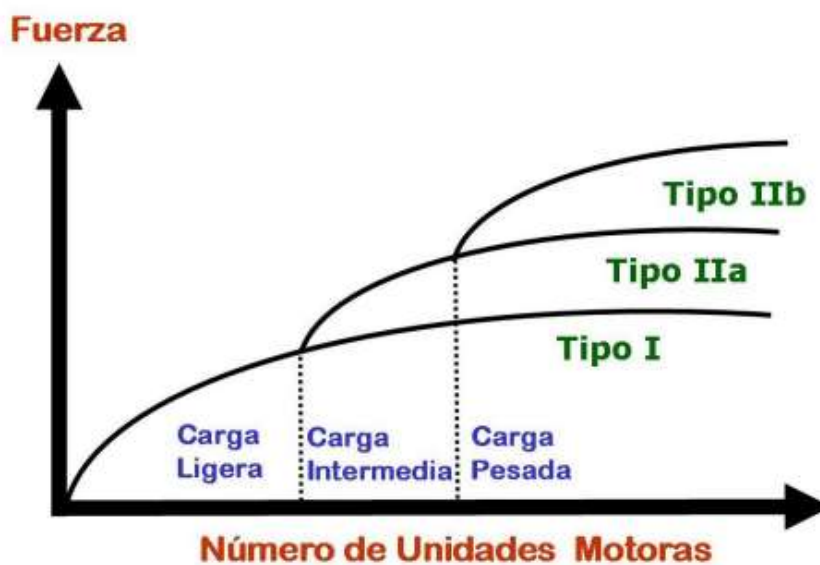 Fuerza
Tipo IIb
Tipo IIa
Tipo I
Carga
Ligera
Carga
Intermedia
Carga
Pesada
Número de Unidades Motoras